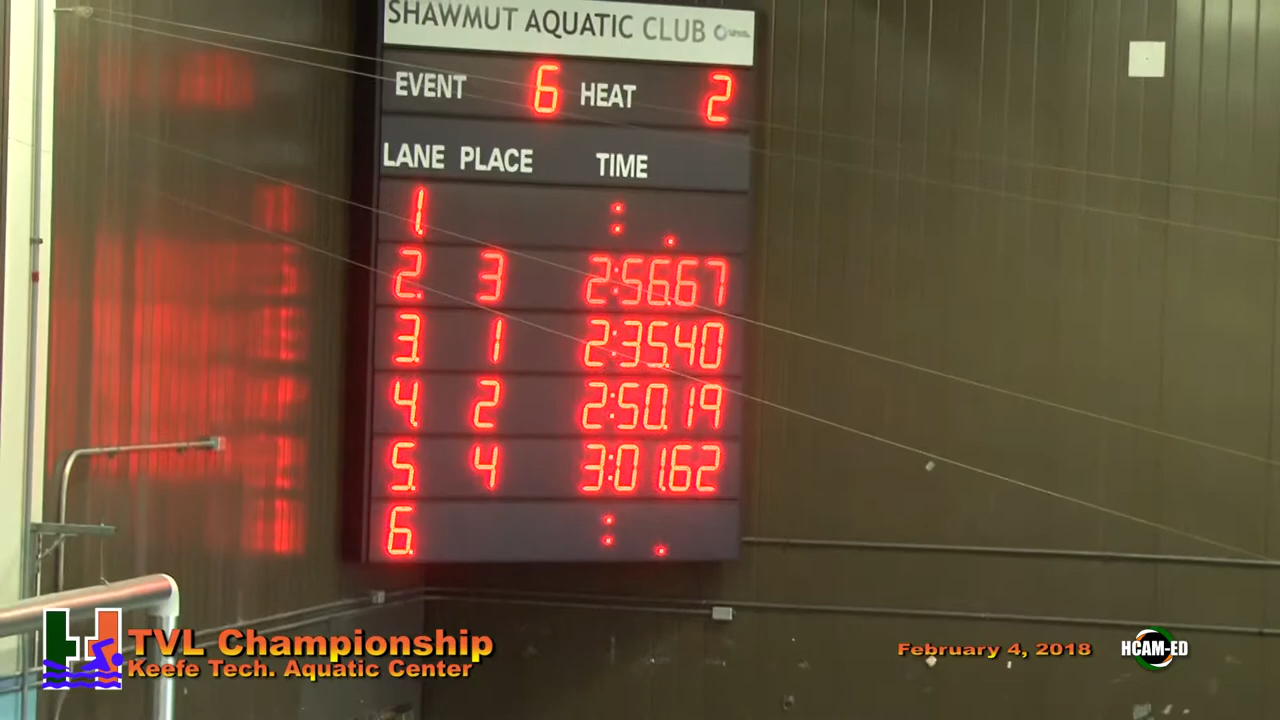 SHAWMUT AQUATIC CLUB
EVENT 6 HEAT 2
LANE PLACE TIME
1 : .
2. 3 2:56.67
3. 1 2:35.40
4. 2 2:50.19
5. 4 3:01.62
6. : .
TVL Championship
Keefe Tech. Aquatic Center
February 4, 2018
HCAM-ED